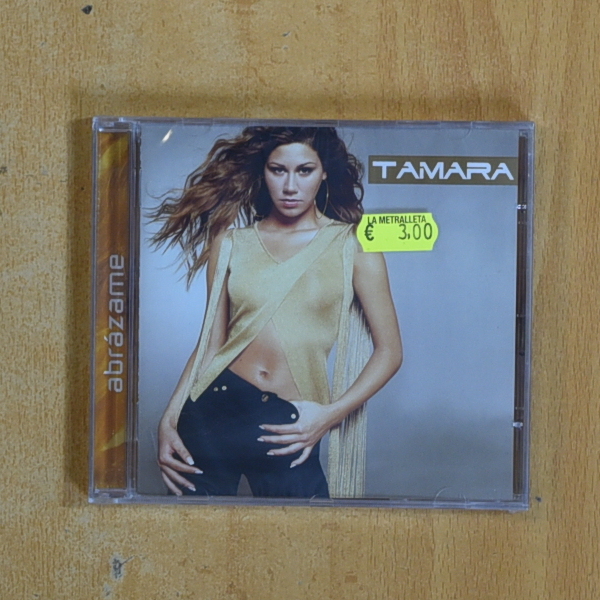 TAMARA
LA METRALLETA
€ 3,00
abrázame